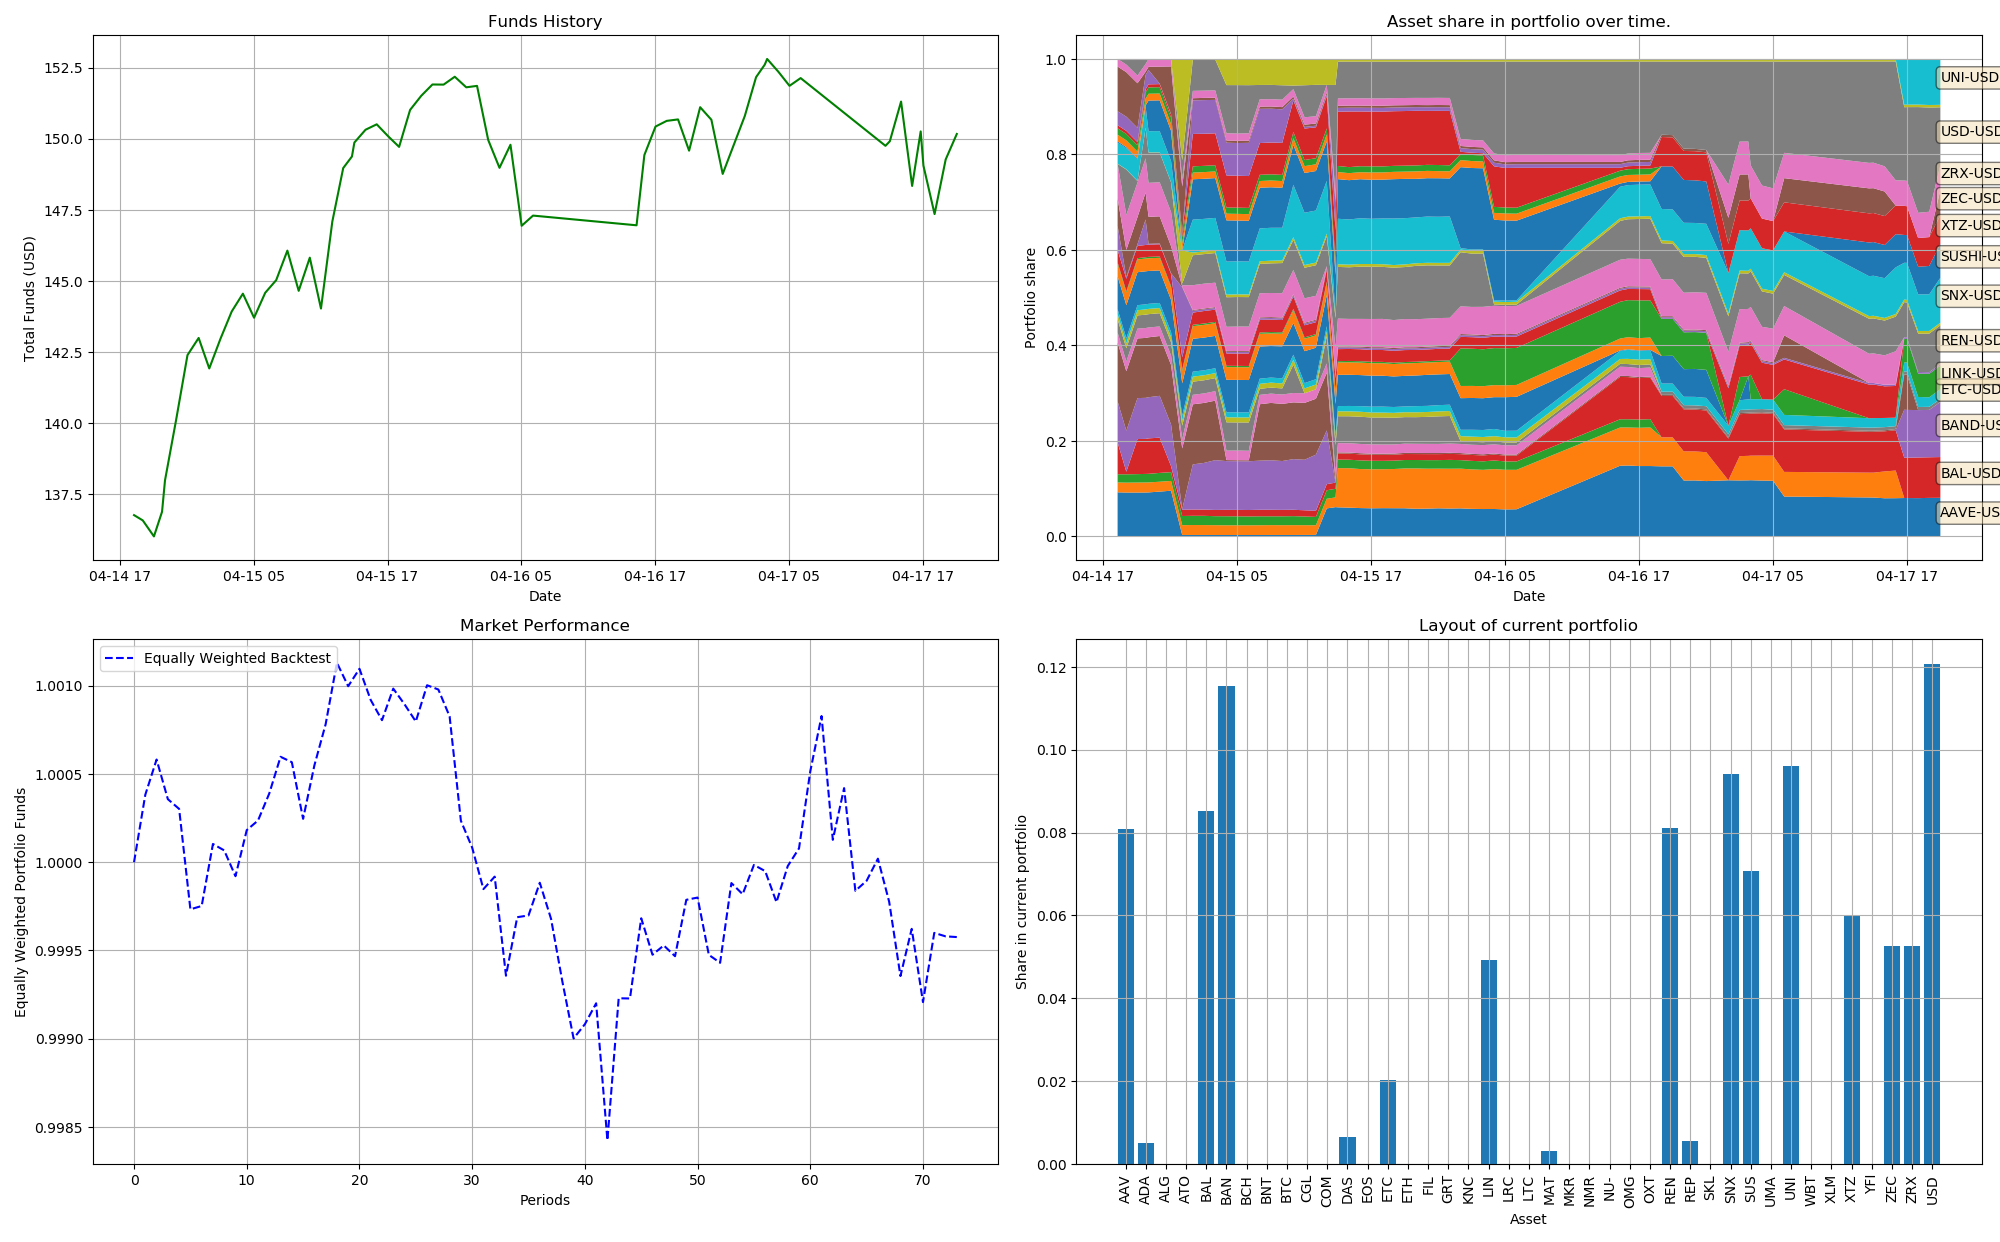 Funds History
152.5
150.0
147.5
145.0
142.5
140.0
137.5
Total Funds (USD)
04-14 17 04-15 05 04-15 17 04-16 05 04-16 17 04-17 05 04-17 17
Date
Asset share in portfolio over time.
1.0
0.8
0.6
0.4
0.2
0.0
Portfolio share
UNI-USD
USD-USD
ZRX-USD
ZEC-USD
XTZ-USD
SUSHI-US
SNX-USD
REN-USD
LINK-USD
ETC-USD
BAND-US
BAL-USD
AAVE-US
04-14 17 04-15 05 04-15 17 04-16 05 04-16 17 04-17 05 04-17 17
Date
Market Performance
Equally Weighted Backtest
1.0010
1.0005
1.0000
0.9995
0.9990
0.9985
Equally Weighted Portfolio Funds
0 10 20 30 40 50 60 70
Periods
Layout of current portfolio
0.12
0.10
0.08
0.06
0.04
0.02
0.00
Share in current portfolio
AAV ADA ALG ATO BAL BAN BCH BNT BTC CGL COM DAS EOS ETC ETH FIL GRT KNC LIN LRC LTC MAT MKR NMR NU- OMG OXT REN REP SKL SNX SUS UMA UNI WBT XLM XTZ YFI ZEC ZRX USD
Asset